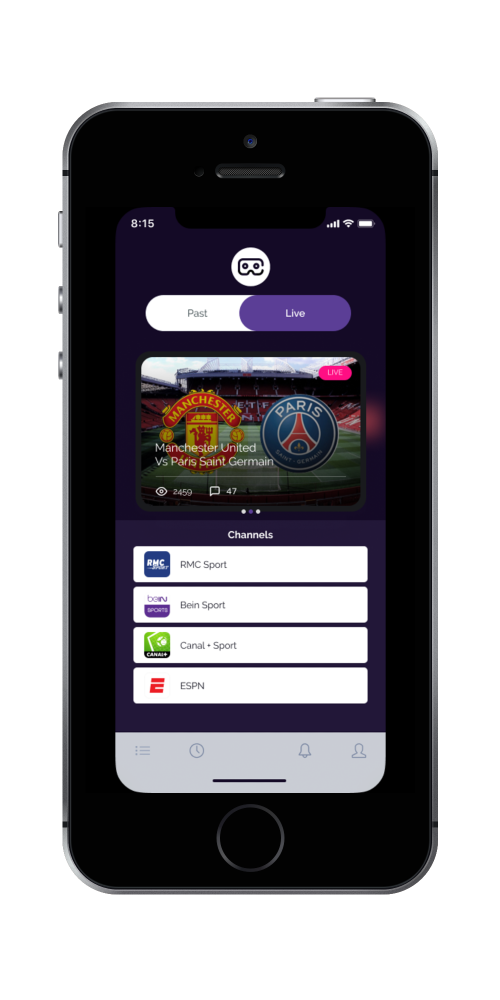 8:15
Past
Live
LIVE
MANCHESTER
UNITED
PARIS
SAINT-GERMAIN
Manchester United
Vs Paris Saint Germain
2459
47
Channels
RMC
SPORT
RMC Sport
beIN
SPORTS
Bein Sport
CANAL+
Canal + Sport
E
ESPN